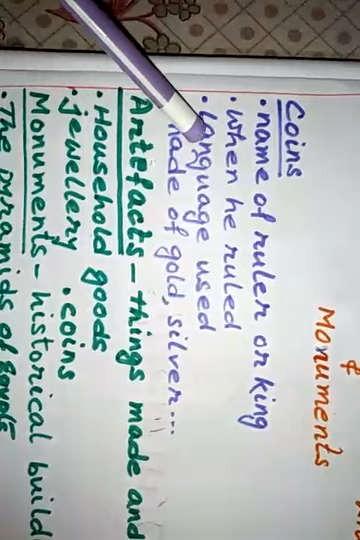 &
Monuments
Coins
• name of ruler or king
• when he ruled
• Language used
made of gold, silver...
Artefacts - things made and
• Household goods
• jewellery • coins
Monuments - historical build
• The pyramids of